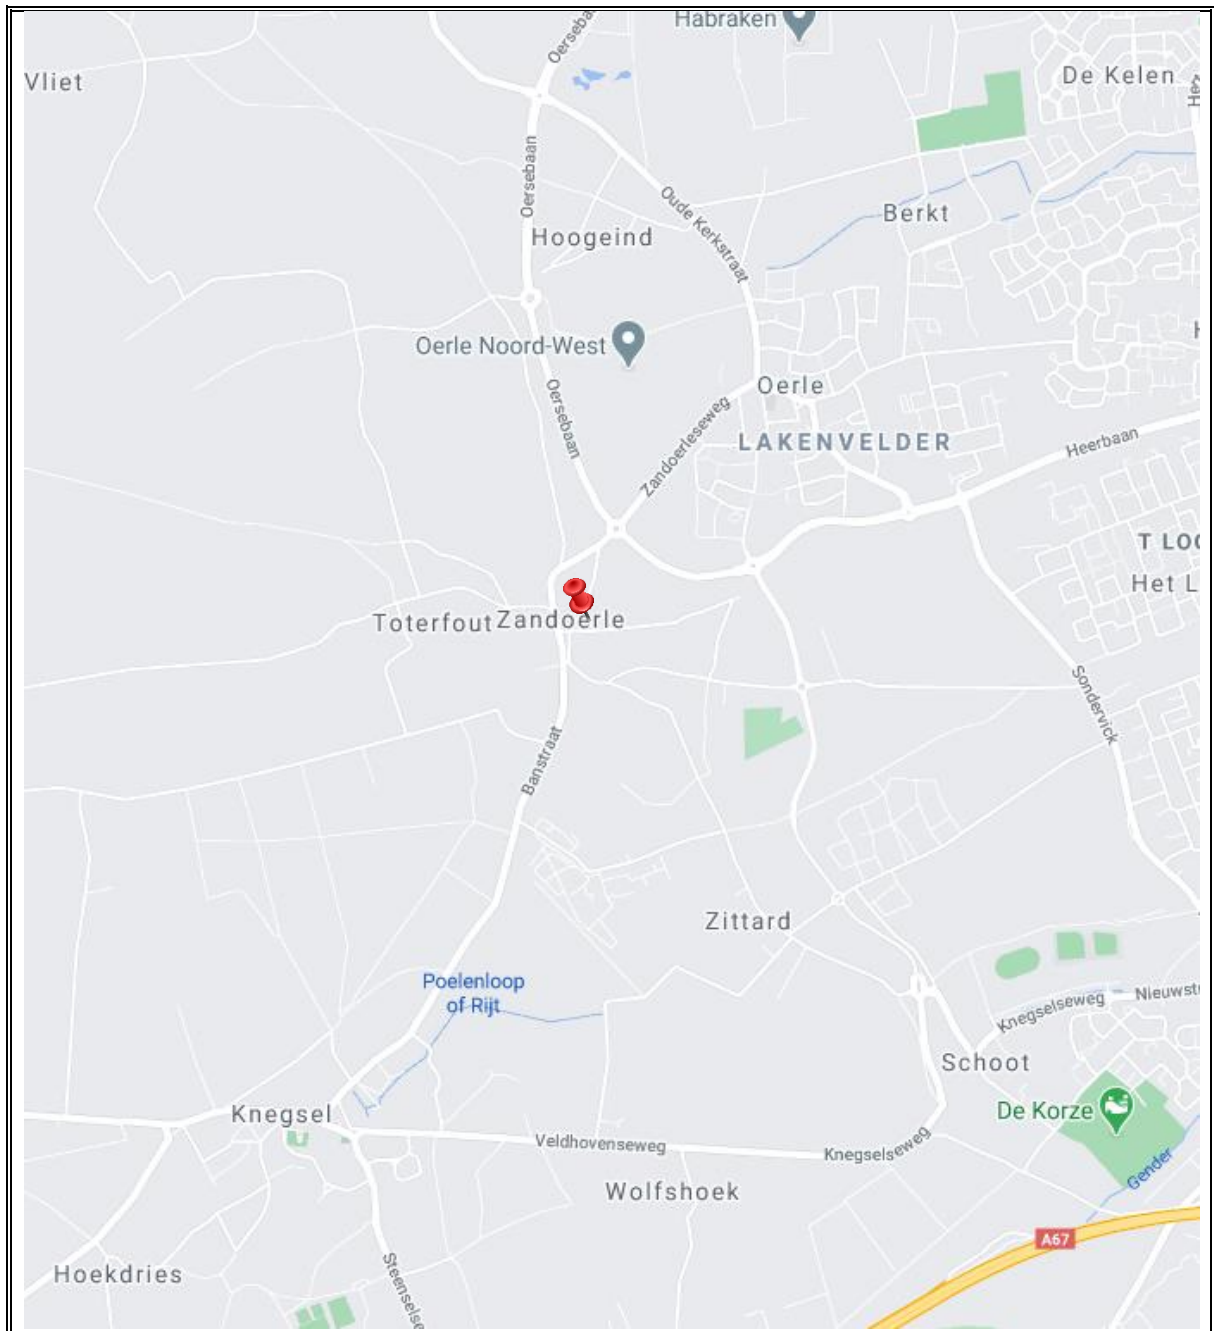 Habraken
Oerseba
Vliet
De Kelen
Oersebaan
Oude Kerkstraat
Berkt
Hoogeind
Oerle Noord-West
Oersebaan
Oerle
Zandoerleseweg
LAKENVELDER
Heerbaan
T LOO
Het L
Toterfout
Zandoerle
Sondervick
Banstraat
Zittard
Poelenloop
of Rijt
Knegselseweg
Nieuwstr
Schoot
De Korze
Knegsel
Veldhovenseweg
Knegselseweg
Gender
Wolfshoek
A67
Hoekdries
Steenselse